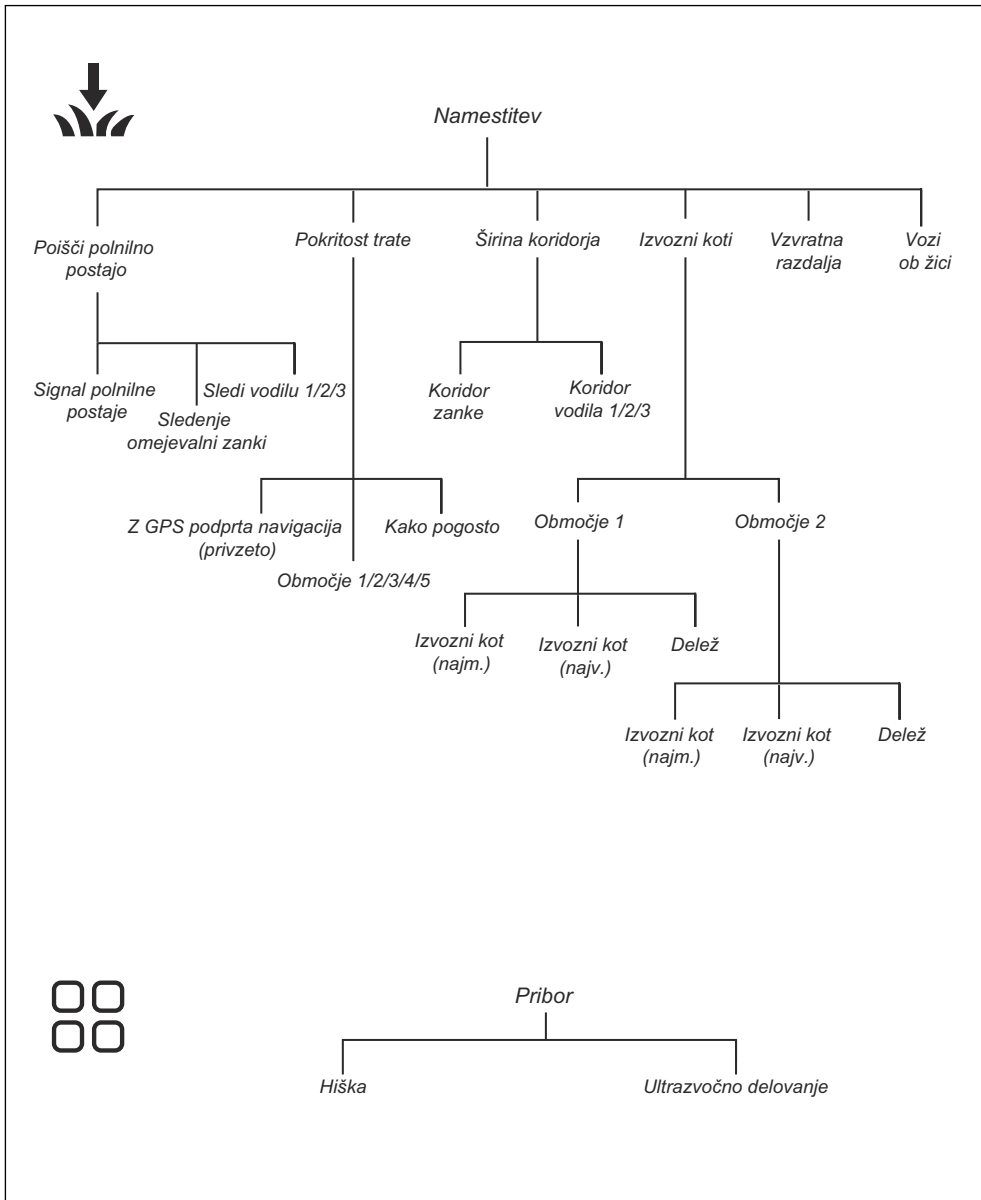 Namestitev
Poišči polnilno
postajo
Pokritost trate
Širina koridorja
Izvozni koti
Vzvratna
razdalja
Vozi
ob žici
Signal polnilne
postaje
Sledenje
omejevalni zanki
Sledi vodilu 1/2/3
Koridor
zanke
Koridor
vodila 1/2/3
Z GPS podprta navigacija
(privzeto)
Območje 1/2/3/4/5
Kako pogosto
Območje 1
Območje 2
Izvozni kot
(najm.)
Izvozni kot
(najv.)
Delež
Izvozni kot
(najm.)
Izvozni kot
(najv.)
Delež
Pribor
Hiška
Ultrazvočno delovanje